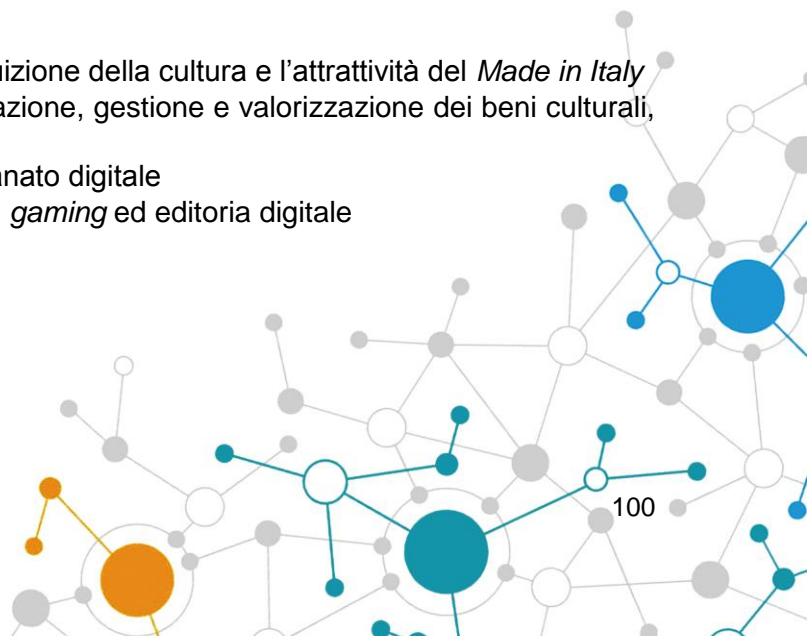 uizione della cultura e l’attrattività del Made in Italy
azione, gestione e valorizzazione dei beni culturali,
anato digitale
gaming ed editoria digitale
100